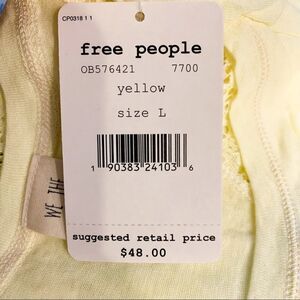 CP0318 1 1
free people
OB576421 7700
yellow
size L
1 90383 24103 6
suggested retail price
$48.00
WE THE